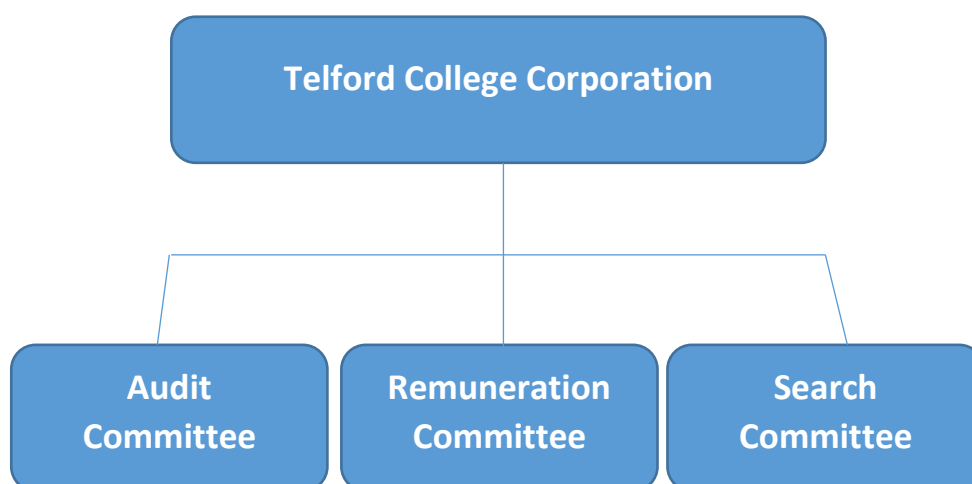 Telford College Corporation
Audit
Committee
Remuneration
Committee
Search
Committee